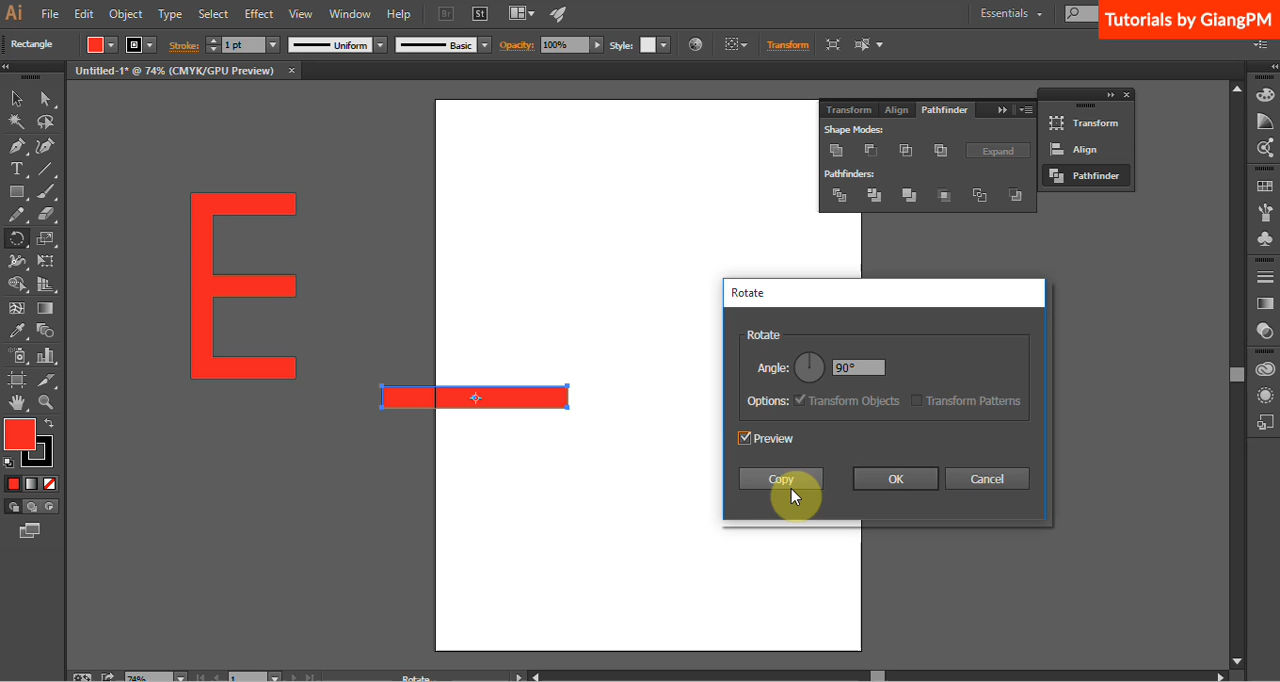 Ai File Edit Object Type Select Effect View Window Help Br St Essentials
Tutorials by GiangPM
Rectangle Stroke: 1 pt Uniform Basic Opacity: 100% Style: Transform
Untitled-1* @ 74% (CMYK/GPU Preview) ×
Transform Align Pathfinder
Shape Modes:
Expand
Pathfinders:
Transform
Align
Pathfinder
E
Rotate
Rotate
Angle: 90°
Options: Transform Objects Transform Patterns
Preview
Copy OK Cancel
74% 1 Rotate